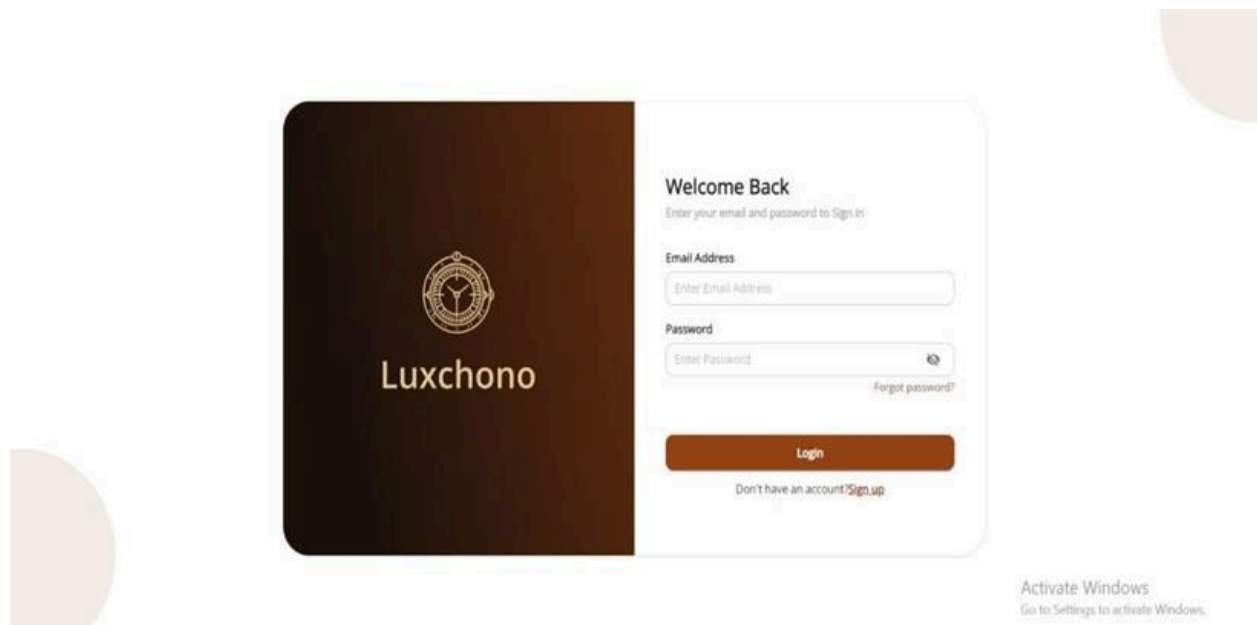 Luxchono
Welcome Back
Enter your email and password to Sign in
Email Address
Enter Email Address
Password
Enter Password
Forgot password?
Login
Don't have an account?Sign up
Activate Windows
Go to Settings to activate Windows.